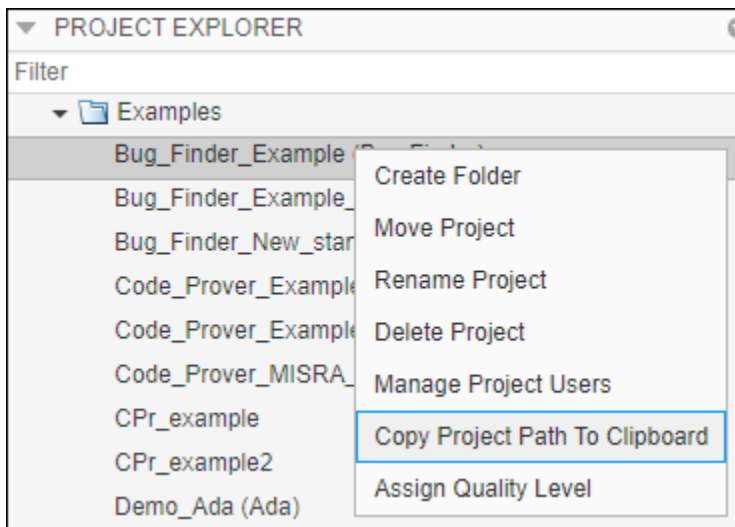 PROJECT EXPLORER
Filter
Examples
Bug_Finder_Example
Create Folder
Bug_Finder_Example_
Move Project
Bug_Finder_New_star
Rename Project
Code_Prover_Example
Delete Project
Code_Prover_Example
Manage Project Users
Code_Prover_MISRA_
Copy Project Path To Clipboard
CPr_example
CPr_example2
Assign Quality Level
Demo_Ada (Ada)